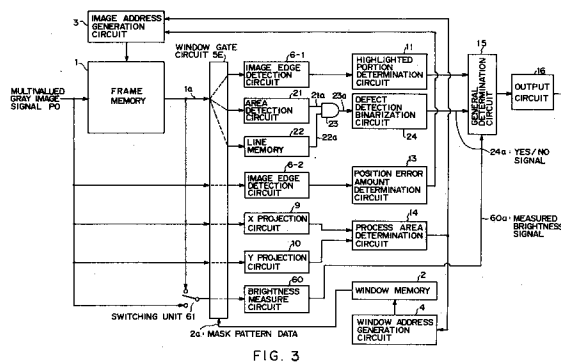 3
IMAGE ADDRESS
GENERATION
CIRCUIT
WINDOW GATE
CIRCUIT 5E
6-1
IMAGE EDGE
DETECTION
CIRCUIT
11
HIGHLIGHTED
PORTION
DETERMINATION
CIRCUIT
15
GENERAL
DETERMINATION
CIRCUIT
16
OUTPUT
CIRCUIT
1
MULTIVALUED
GRAY IMAGE
SIGNAL PO
FRAME
MEMORY
1a
21
AREA
DETECTION
CIRCUIT
21a
23a
23
DEFECT
DETECTION
BINARIZATION
CIRCUIT
24
22
LINE
MEMORY
22a
24a: YES/NO
SIGNAL
6-2
IMAGE EDGE
DETECTION
CIRCUIT
13
POSITION ERROR
AMOUNT
DETERMINATION
CIRCUIT
9
X PROJECTION
CIRCUIT
14
PROCESS AREA
DETERMINATION
CIRCUIT
60a: MEASURED
BRIGHTNESS
SIGNAL
10
Y PROJECTION
CIRCUIT
60
BRIGHTNESS
MEASURE
CIRCUIT
2
WINDOW MEMORY
SWITCHING UNIT 61
2a: MASK PATTERN DATA
4
WINDOW ADDRESS
GENERATION
CIRCUIT
FIG. 3